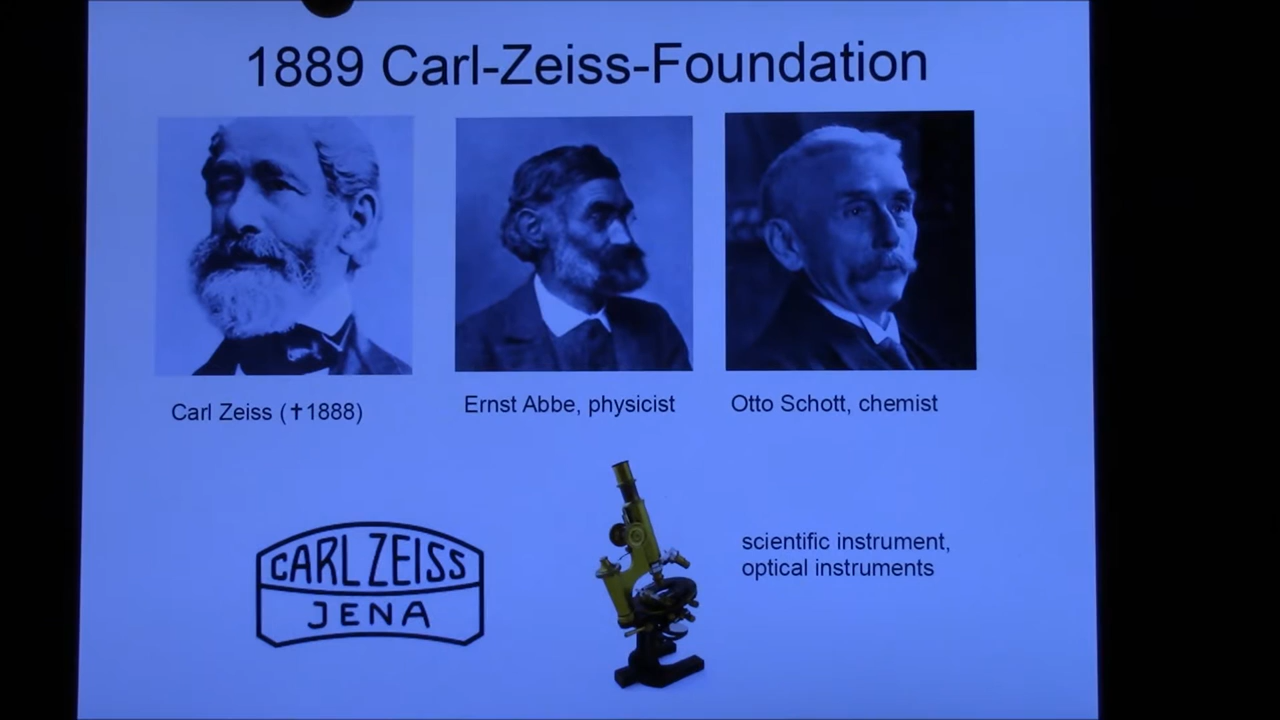 1889 Carl-Zeiss-Foundation
Carl Zeiss (✝1888)
Ernst Abbe, physicist
Otto Schott, chemist
CARL ZEISS
JENA
scientific instrument,
optical instruments